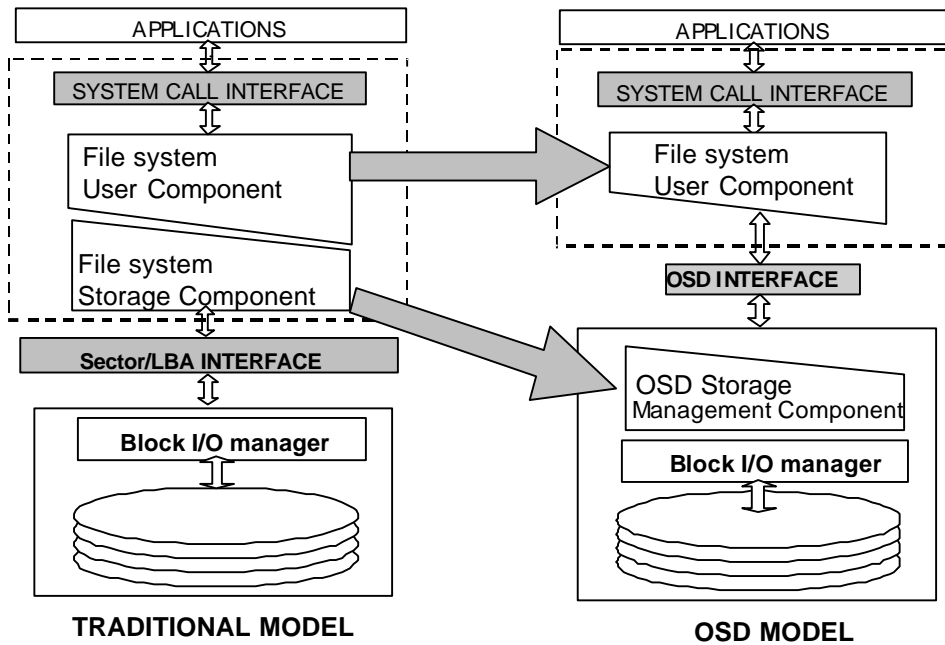 APPLICATIONS
SYSTEM CALL INTERFACE
File system
User Component
File system
Storage Component
Sector/LBA INTERFACE
Block I/O manager
TRADITIONAL MODEL
APPLICATIONS
SYSTEM CALL INTERFACE
File system
User Component
OSD INTERFACE
OSD Storage
Management Component
Block I/O manager
OSD MODEL